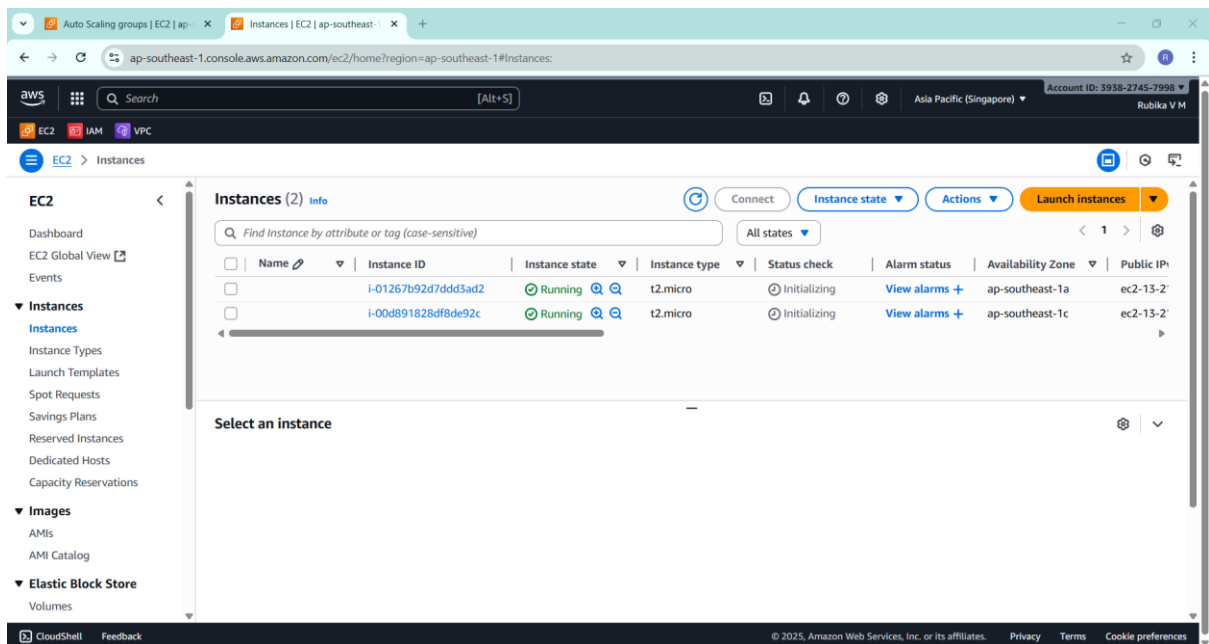 Auto Scaling groups | EC2 | ap-
Instances | EC2 | ap-southeast-1
ap-southeast-1.console.aws.amazon.com/ec2/home?region=ap-southeast-1#Instances:
R
aws
Search
[Alt+S]
Asia Pacific (Singapore)
Account ID: 3938-2745-7998
Rubika V M
EC2 IAM VPC
EC2 > Instances
EC2
Dashboard
EC2 Global View
Events
Instances
Instances
Instance Types
Launch Templates
Spot Requests
Savings Plans
Reserved Instances
Dedicated Hosts
Capacity Reservations
Images
AMIs
AMI Catalog
Elastic Block Store
Volumes
Instances (2) Info
Connect Instance state Actions Launch instances
Find Instance by attribute or tag (case-sensitive)
All states
1
Name Instance ID Instance state Instance type Status check Alarm status Availability Zone Public IPv
i-01267b92d7ddd3ad2 Running t2.micro Initializing View alarms + ap-southeast-1a ec2-13-2
i-00d891828df8de92c Running t2.micro Initializing View alarms + ap-southeast-1c ec2-13-2
Select an instance
CloudShell Feedback
© 2025, Amazon Web Services, Inc. or its affiliates. Privacy Terms Cookie preferences